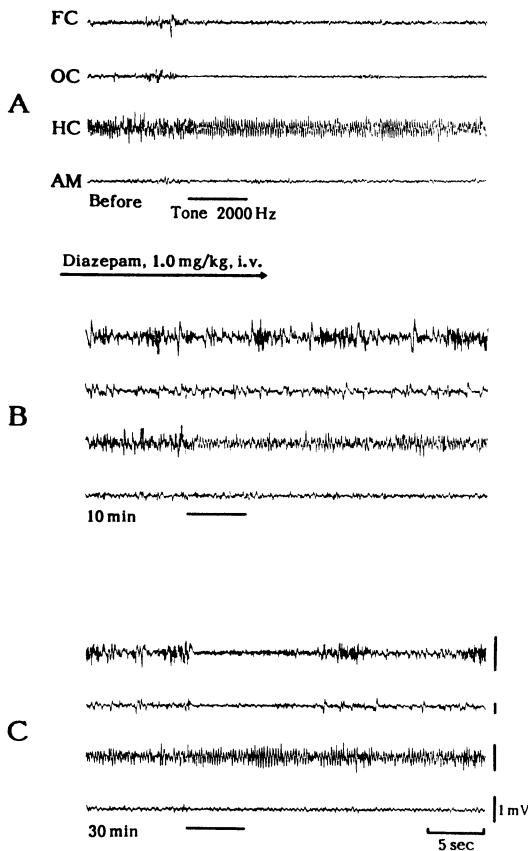 FC
OC
A
HC
AM
Before
Tone 2000 Hz
Diazepam, 1.0 mg/kg, i.v.
B
10 min
C
1 mV
30 min
5 sec